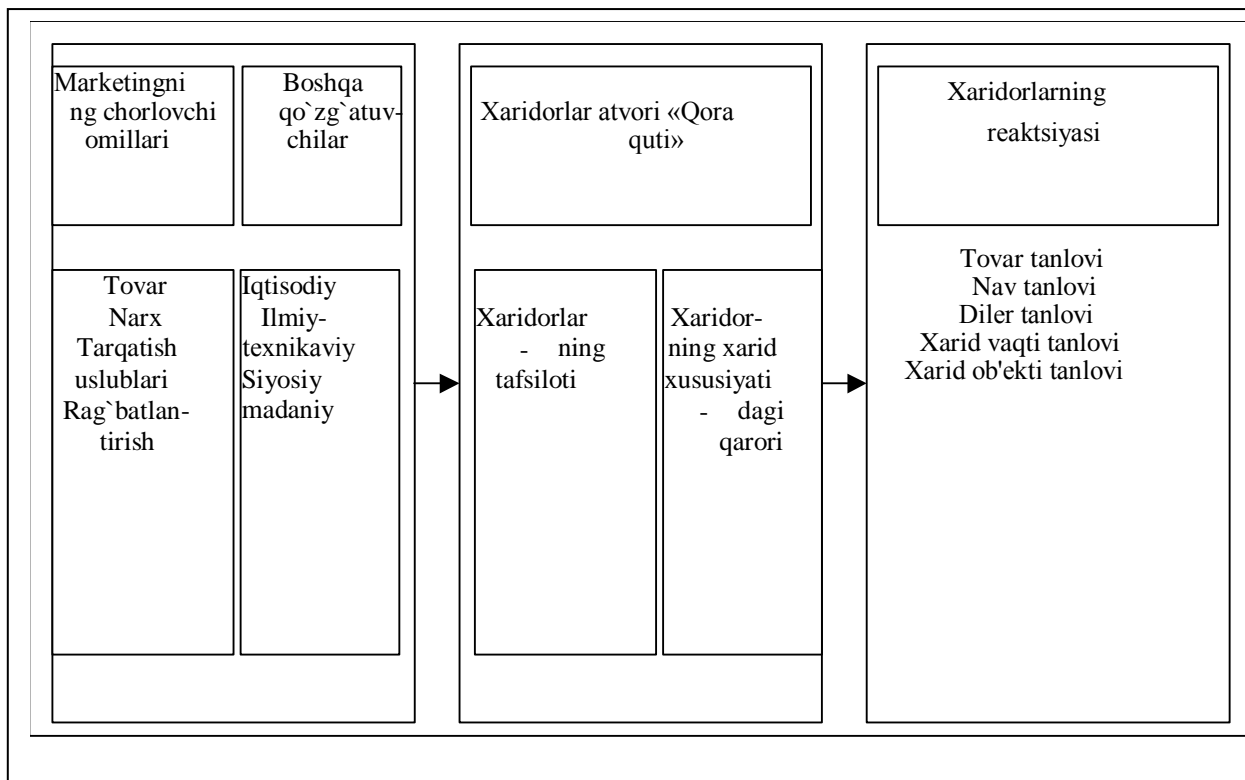 Marketingni
ng chorlovchi
omillari
Boshqa
qo`zg`atuv-
chilar
Tovar
Narx
Tarqatish
uslublari
Rag`batlan-
tirish
Iqtisodiy
Ilmiy-
texnikaviy
Siyosiy
madaniy
Xaridorlar atvori «Qora
quti»
Xaridorlar
- ning
tafsiloti
Xaridor-
ning xarid
xususiyati
- dagi
qarori
Xaridorlarning
reaktsiyasi
Tovar tanlovi
Nav tanlovi
Diler tanlovi
Xarid vaqti tanlovi
Xarid ob'ekti tanlovi